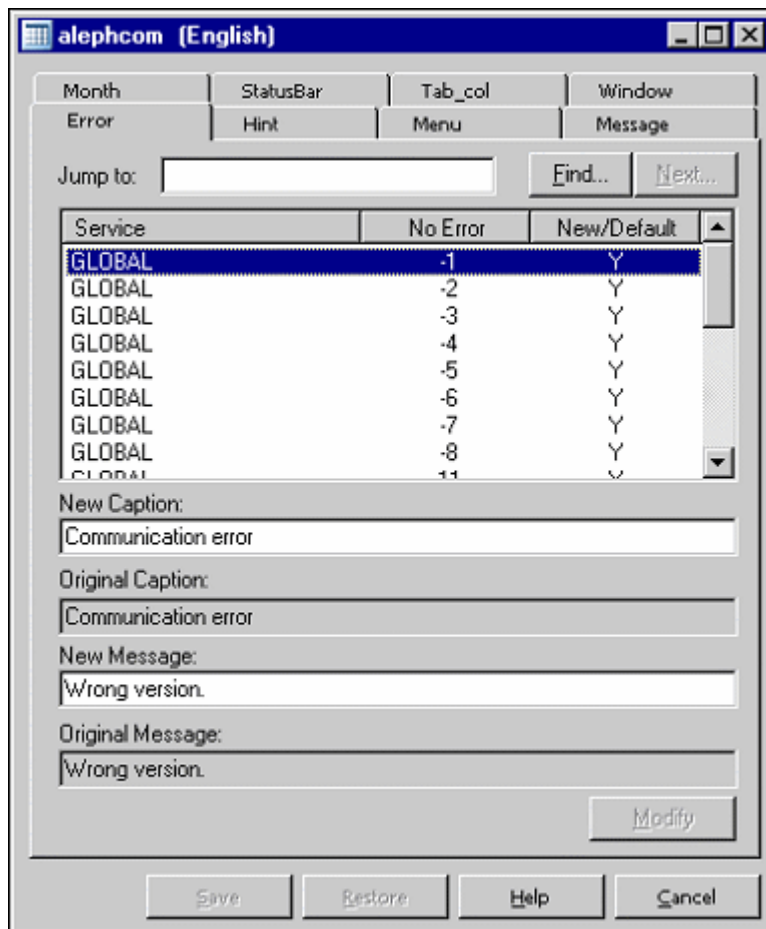 alephcom (English)
Month StatusBar Tab_col Window
Error Hint Menu Message
Jump to: Find... Next...
Service No Error New/Default
GLOBAL -1 Y
GLOBAL -2 Y
GLOBAL -3 Y
GLOBAL -4 Y
GLOBAL -5 Y
GLOBAL -6 Y
GLOBAL -7 Y
GLOBAL -8 Y
New Caption:
Communication error
Original Caption:
Communication error
New Message:
Wrong version.
Original Message:
Wrong version.
Modify
Save Restore Help Cancel